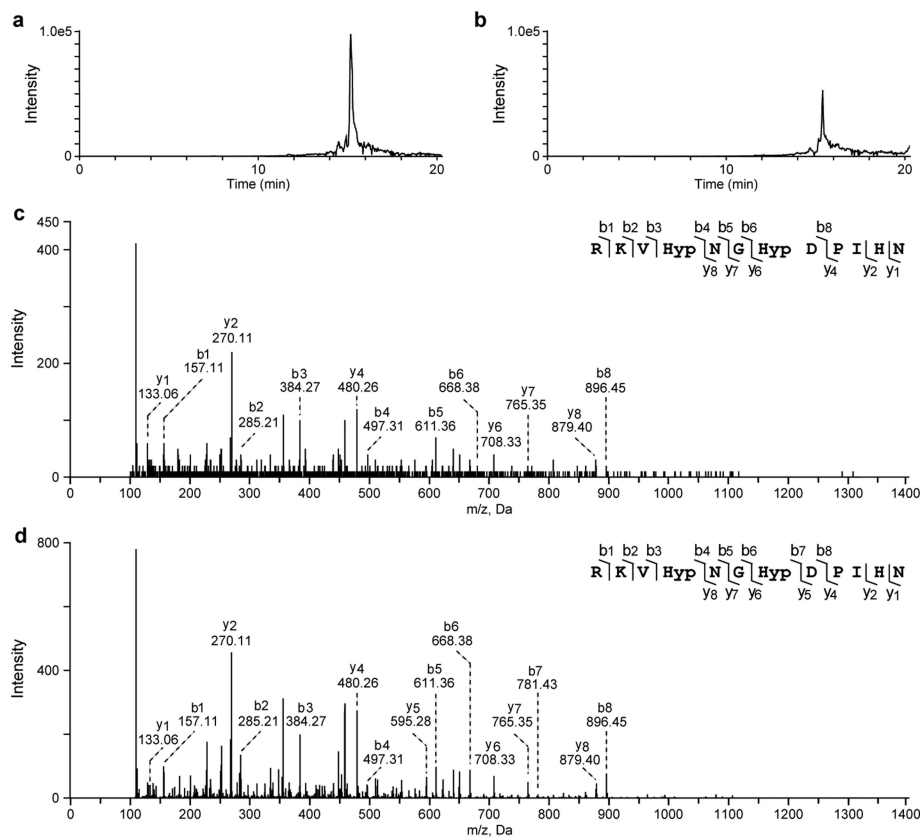 a
1.0e5
Intensity
0
0
10
20
Time (min)
b
1.0e5
Intensity
0
0
10
20
Time (min)
c
450
400
200
0
Intensity
b1 b2 b3 b4 b5 b6 b8
R K V Hyp N G Hyp D P I H N
y8 y7 y6 y4 y2 y1
y1
133.06
b1
157.11
y2
270.11
b2
285.21
b3
384.27
y4
480.26
b4
497.31
b5
611.36
b6
668.38
y6
708.33
y7
765.35
y8
879.40
b8
896.45
0 100 200 300 400 500 600 700 800 900 1000 1100 1200 1300 1400
m/z, Da
d
800
400
0
Intensity
b1 b2 b3 b4 b5 b6 b7 b8
R K V Hyp N G Hyp D P I H N
y8 y7 y6 y5 y4 y2 y1
y1
133.06
b1
157.11
y2
270.11
b2
285.21
b3
384.27
y4
480.26
b4
497.31
y5
595.28
b5
611.36
b6
668.38
y6
708.33
y7
765.35
b7
781.43
y8
879.40
b8
896.45
0 100 200 300 400 500 600 700 800 900 1000 1100 1200 1300 1400
m/z, Da